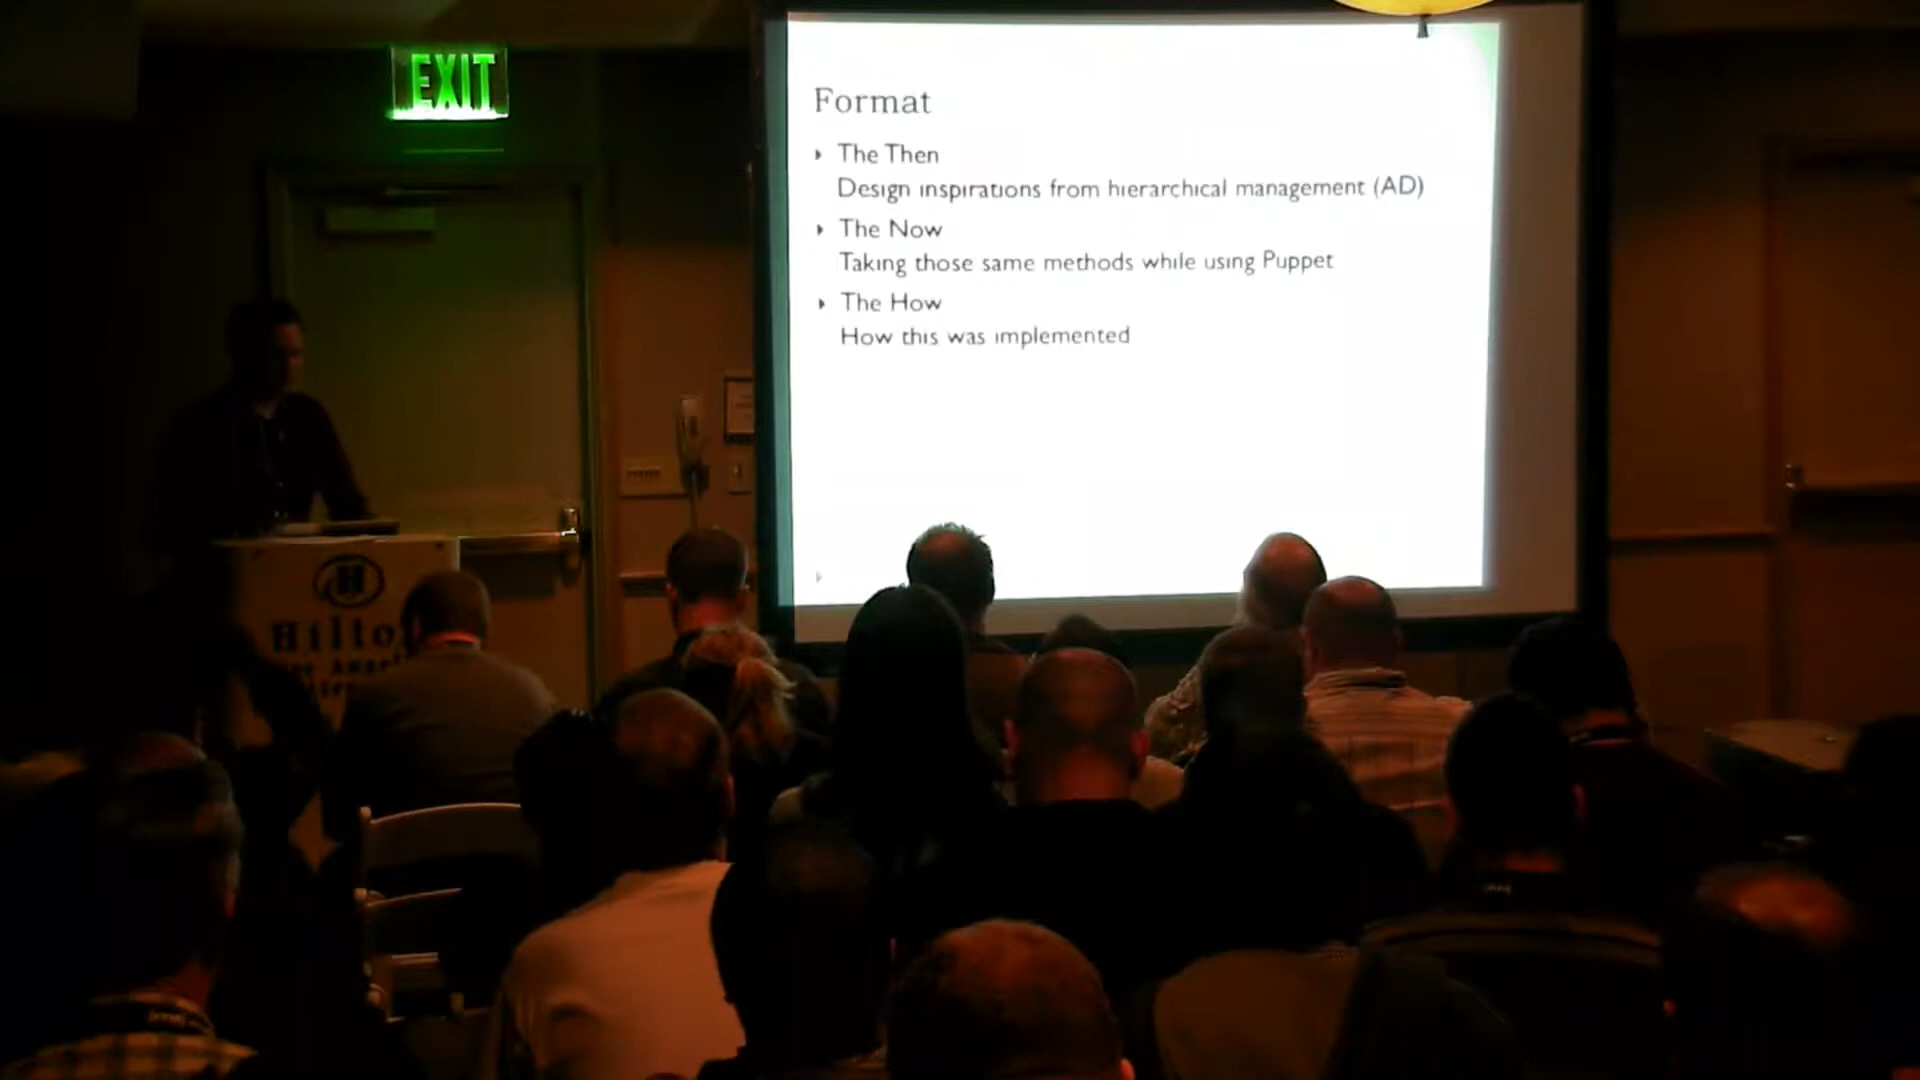 EXIT
Format
The Then
Design inspirations from hierarchical management (AD)
The Now
Taking those same methods while using Puppet
The How
How this was implemented
H
Hilto